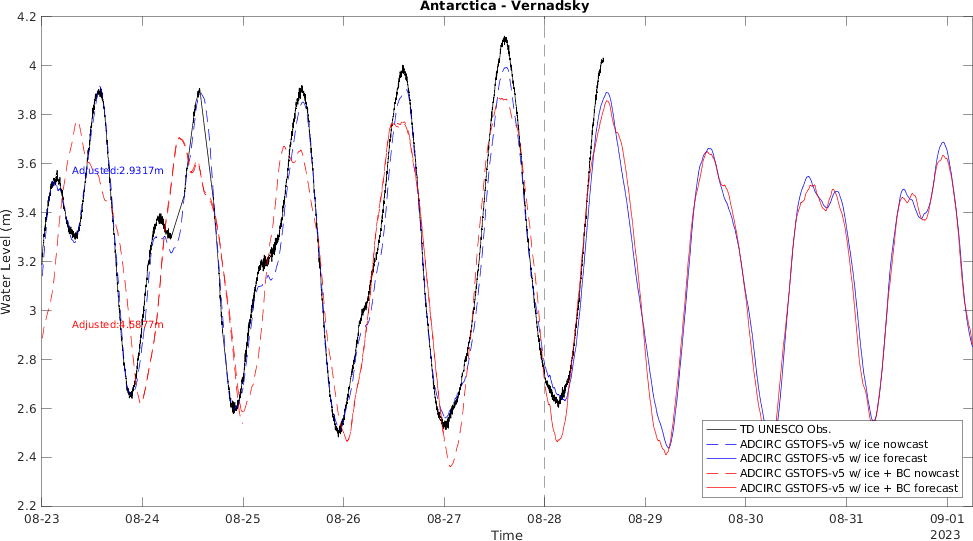 Antarctica - Vernadsky
4.2
4
3.8
3.6
3.4
3.2
3
2.8
2.6
2.4
2.2
Water Level (m)
Adjusted:2.9317m
Adjusted:4.5877m
TD UNESCO Obs.
ADCIRC GSTOFS-v5 w/ ice nowcast
ADCIRC GSTOFS-v5 w/ ice forecast
ADCIRC GSTOFS-v5 w/ ice + BC nowcast
ADCIRC GSTOFS-v5 w/ ice + BC forecast
08-23 08-24 08-25 08-26 08-27 08-28 08-29 08-30 08-31 09-01
2023
Time